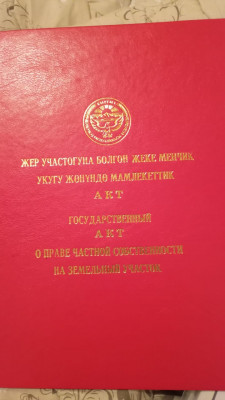 ЖЕР УЧАСТОГУНА БОЛГОН ЖЕКЕ МЕНЧИК
УКУГУ ЖӨНҮНДӨ МАМЛЕКЕТТИК
АКТ
ГОСУДАРСТВЕННЫЙ
АКТ
О ПРАВЕ ЧАСТНОЙ СОБСТВЕННОСТИ
НА ЗЕМЕЛЬНЫЙ УЧАСТОК